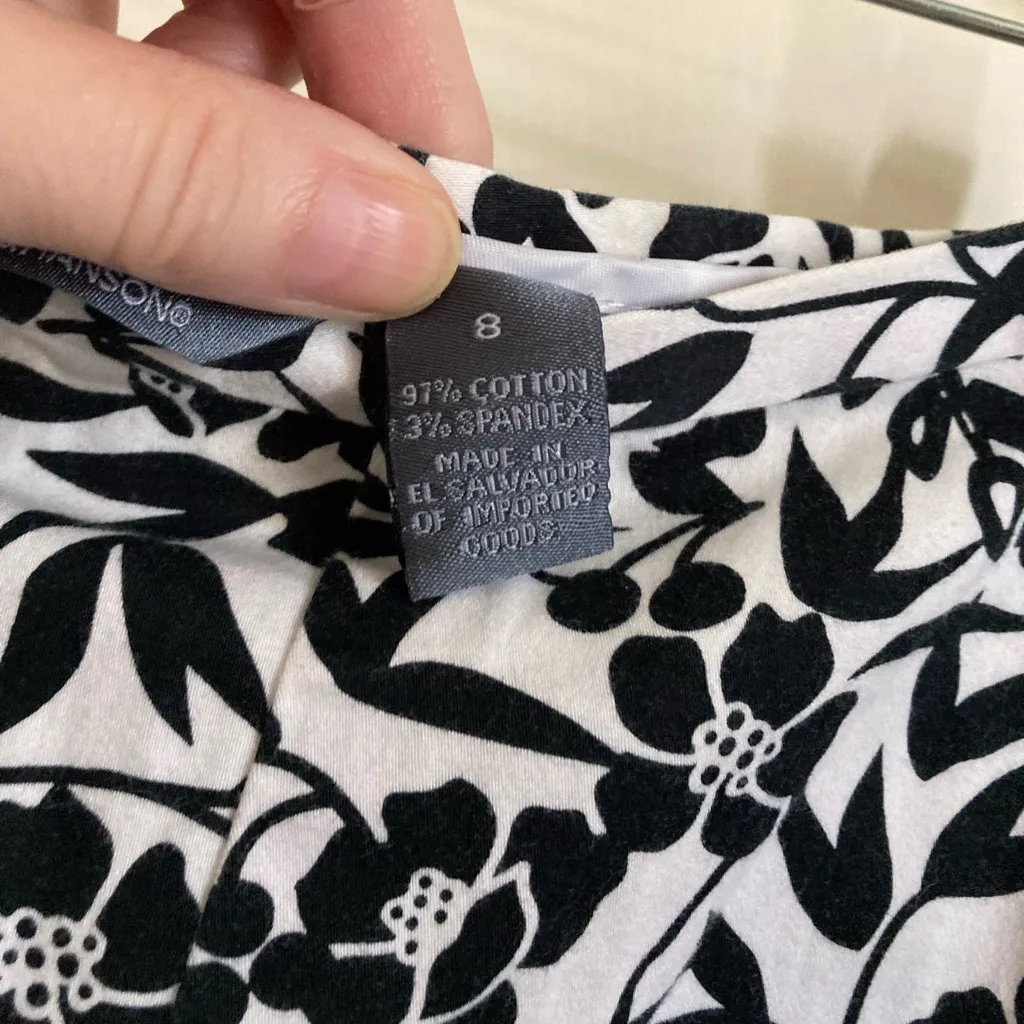 8
97% COTTON
3% SPANDEX
MADE IN
EL SALVADOR
OF IMPORTED
GOODS